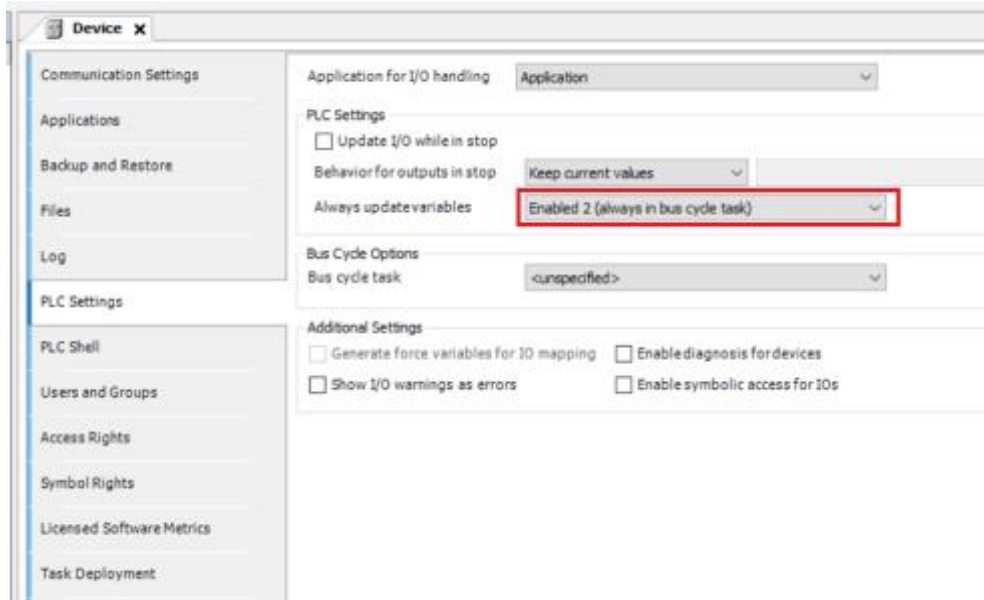 Device X
Communication Settings
Applications
Backup and Restore
Files
Log
PLC Settings
PLC Shell
Users and Groups
Access Rights
Symbol Rights
Licensed Software Metrics
Task Deployment
Application for I/O handling Application
PLC Settings
Update I/O while in stop
Behavior for outputs in stop Keep current values
Always update variables Enabled 2 (always in bus cycle task)
Bus Cycle Options
Bus cycle task <unspecified>
Additional Settings
Generate force variables for IO mapping Enable diagnosis for devices
Show I/O warnings as errors Enable symbolic access for IOs